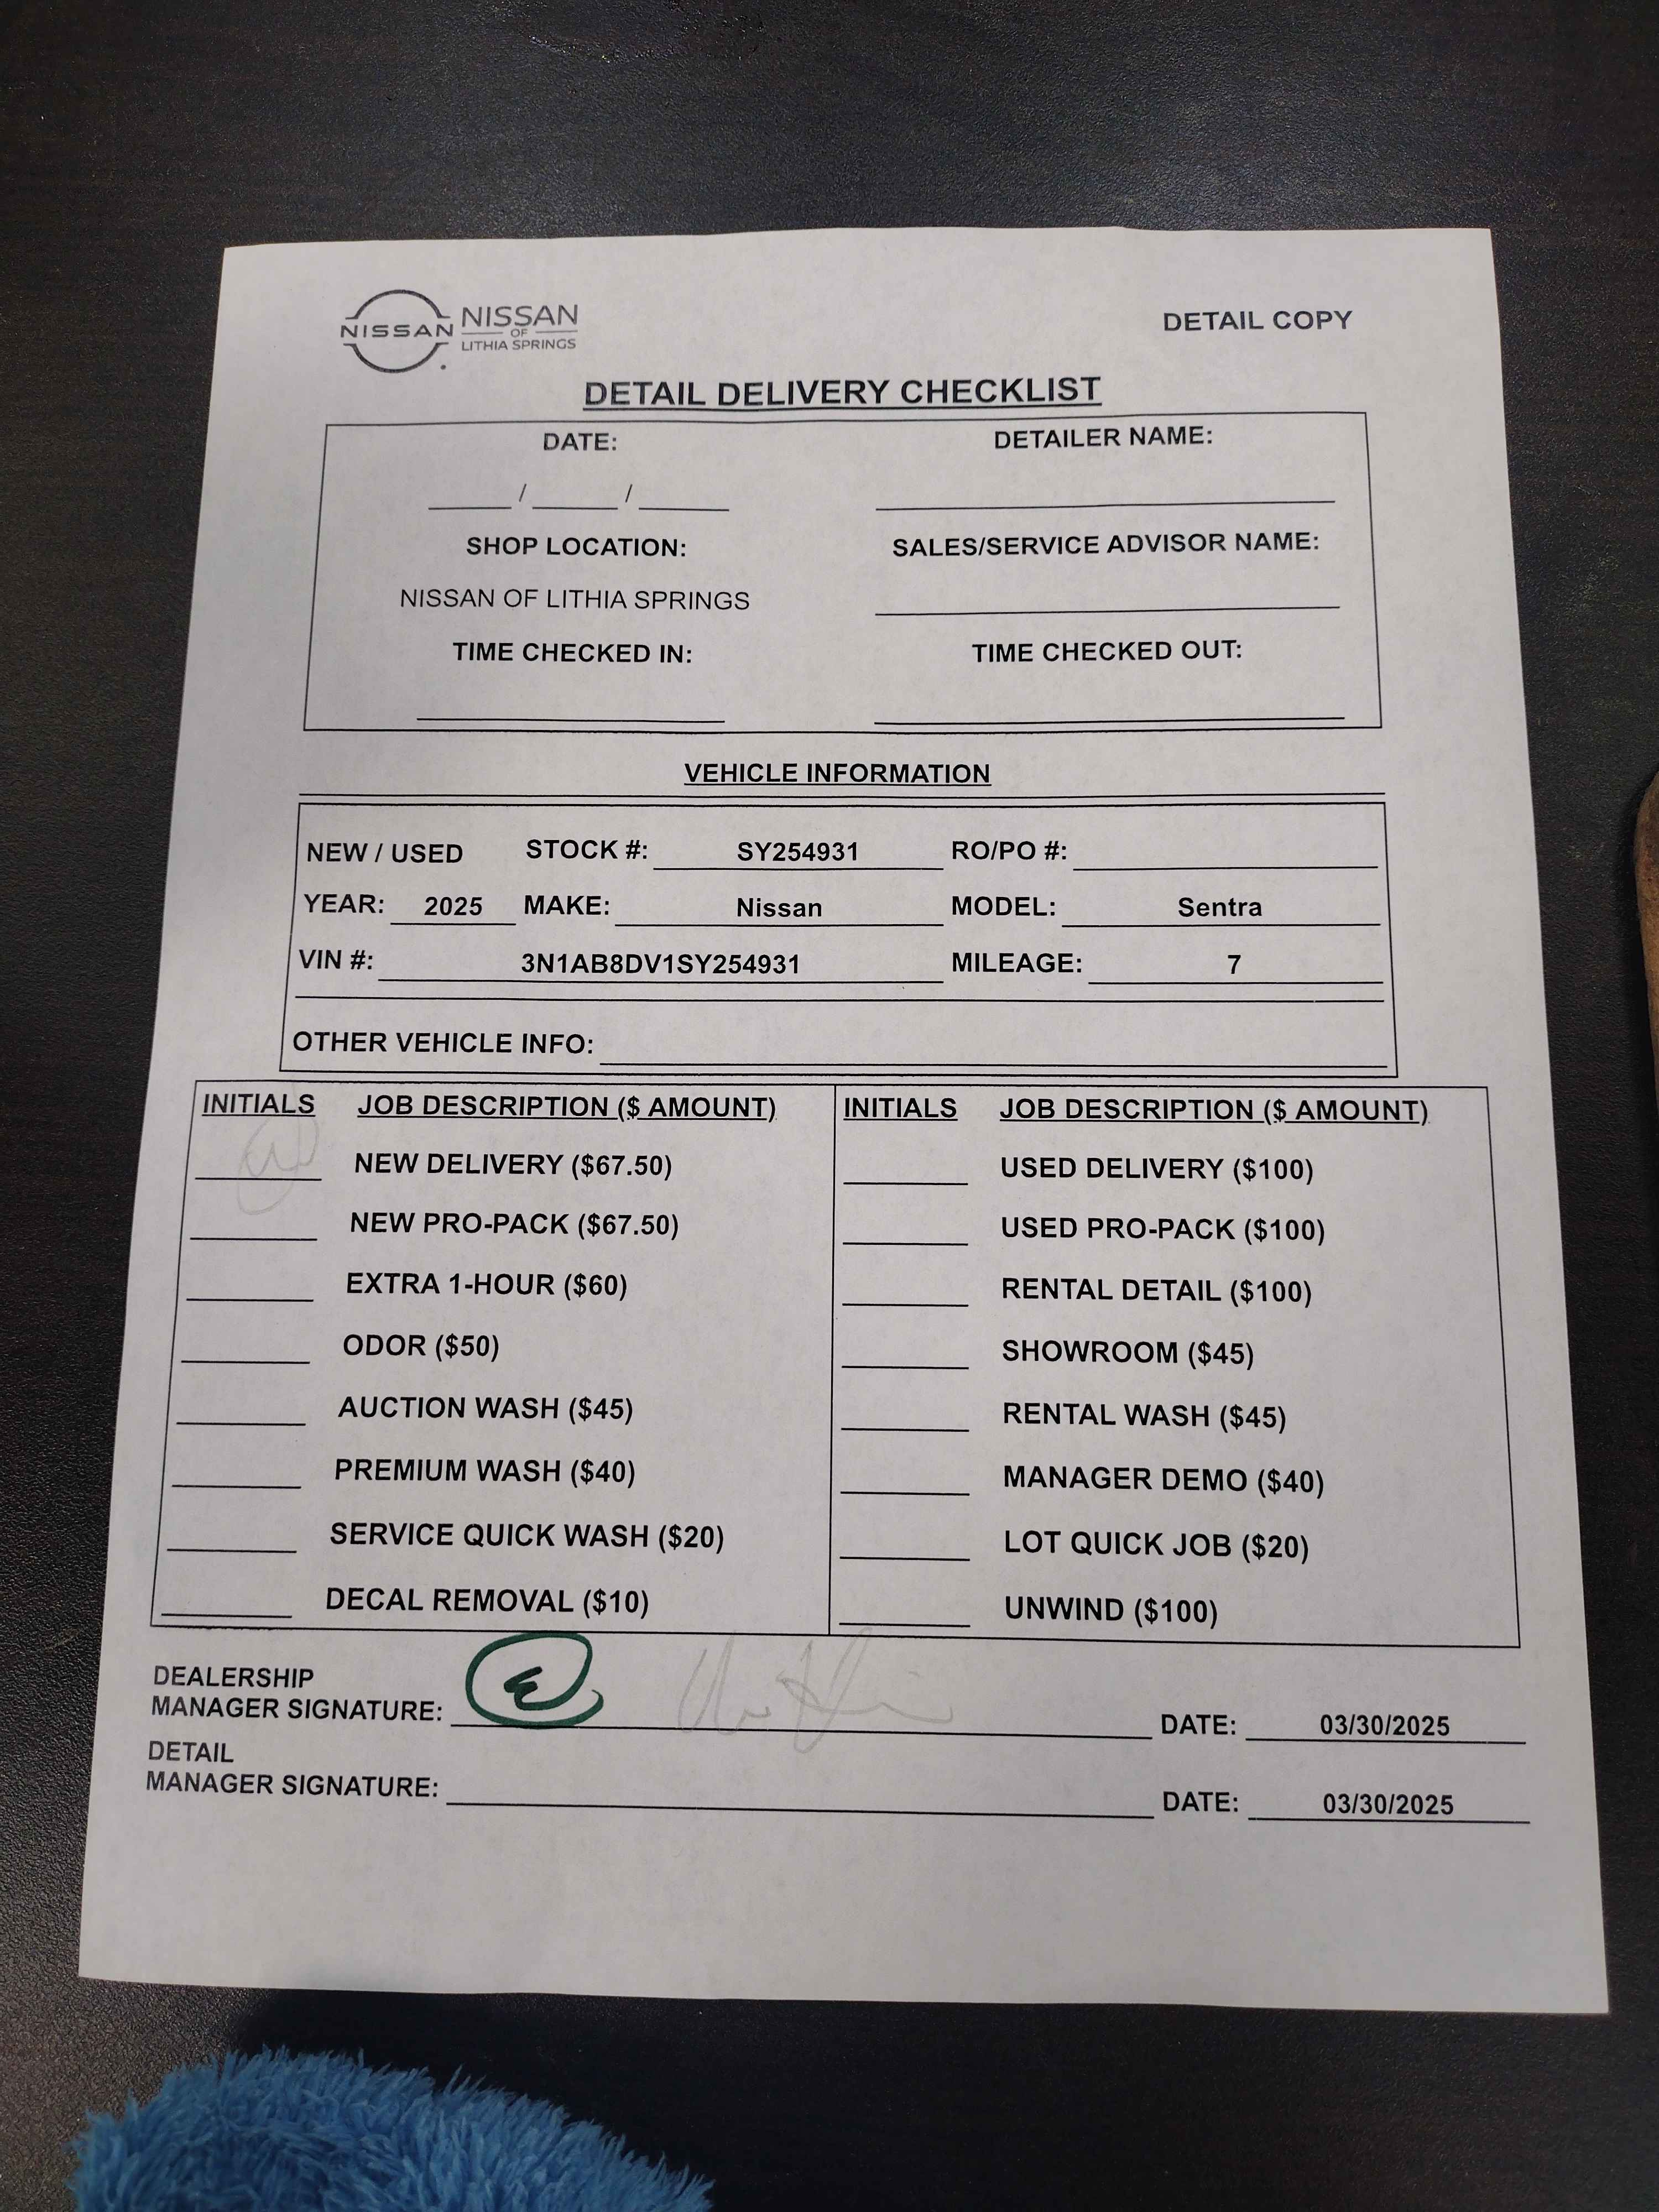 NISSAN NISSAN
OF
LITHIA SPRINGS
DETAIL COPY
DETAIL DELIVERY CHECKLIST
DATE: DETAILER NAME:
/ /
SHOP LOCATION: SALES/SERVICE ADVISOR NAME:
NISSAN OF LITHIA SPRINGS
TIME CHECKED IN: TIME CHECKED OUT:
VEHICLE INFORMATION
NEW / USED STOCK #: SY254931 RO/PO #:
YEAR: 2025 MAKE: Nissan MODEL: Sentra
VIN #: 3N1AB8DV1SY254931 MILEAGE: 7
OTHER VEHICLE INFO:
INITIALS JOB DESCRIPTION ($ AMOUNT) INITIALS JOB DESCRIPTION ($ AMOUNT)
NEW DELIVERY ($67.50) USED DELIVERY ($100)
NEW PRO-PACK ($67.50) USED PRO-PACK ($100)
EXTRA 1-HOUR ($60) RENTAL DETAIL ($100)
ODOR ($50) SHOWROOM ($45)
AUCTION WASH ($45) RENTAL WASH ($45)
PREMIUM WASH ($40) MANAGER DEMO ($40)
SERVICE QUICK WASH ($20) LOT QUICK JOB ($20)
DECAL REMOVAL ($10) UNWIND ($100)
DEALERSHIP
MANAGER SIGNATURE: DATE: 03/30/2025
DETAIL
MANAGER SIGNATURE: DATE: 03/30/2025